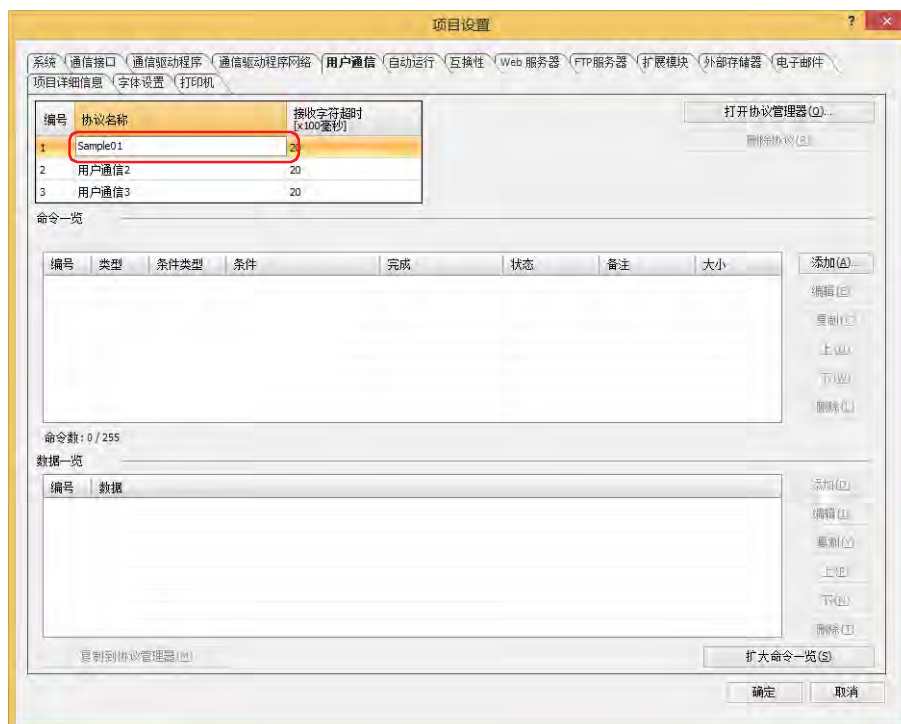 项目设置
?
系统 通信接口 通信驱动程序 通信驱动程序网络 用户通信 自动运行 互换性 Web 服务器 FTP服务器 扩展模块 外部存储器 电子邮件
项目详细信息 字体设置 打印机
编号 协议名称 接收字符超时
[×100毫秒]
打开协议管理器(O)...
删除协议(R)
1 Sample01 20
2 用户通信2 20
3 用户通信3 20
命令一览
编号 类型 条件类型 条件 完成 状态 备注 大小
添加(A)...
编辑(E)
复制(C)
上(U)
下(W)
删除(L)
命令数: 0 / 255
数据一览
编号 数据
添加(D)
编辑(I)
复制(Y)
上(P)
下(N)
删除(T)
复制到协议管理器(M)
扩大命令一览(S)
确定 取消